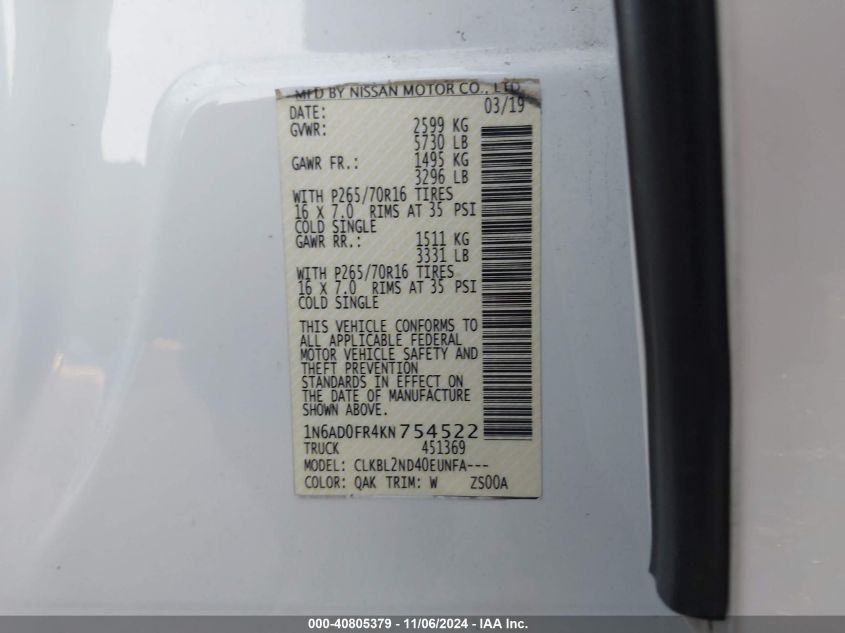 MFD BY NISSAN MOTOR CO., LTD.
DATE: 03/19
GVWR: 2599 KG
5730 LB
GAWR FR.: 1495 KG
3296 LB
WITH P265/70R16 TIRES
16 X 7.0 RIMS AT 35 PSI
COLD SINGLE
GAWR RR.: 1511 KG
3331 LB
WITH P265/70R16 TIRES
16 X 7.0 RIMS AT 35 PSI
COLD SINGLE
THIS VEHICLE CONFORMS TO
ALL APPLICABLE FEDERAL
MOTOR VEHICLE SAFETY AND
THEFT PREVENTION
STANDARDS IN EFFECT ON
THE DATE OF MANUFACTURE
SHOWN ABOVE.
1N6AD0FR4KN754522
TRUCK 451369
MODEL: CLKBL2ND40EUNFA---
COLOR: QAK TRIM: W ZS00A
000-40805379 - 11/06/2024 - IAA Inc.